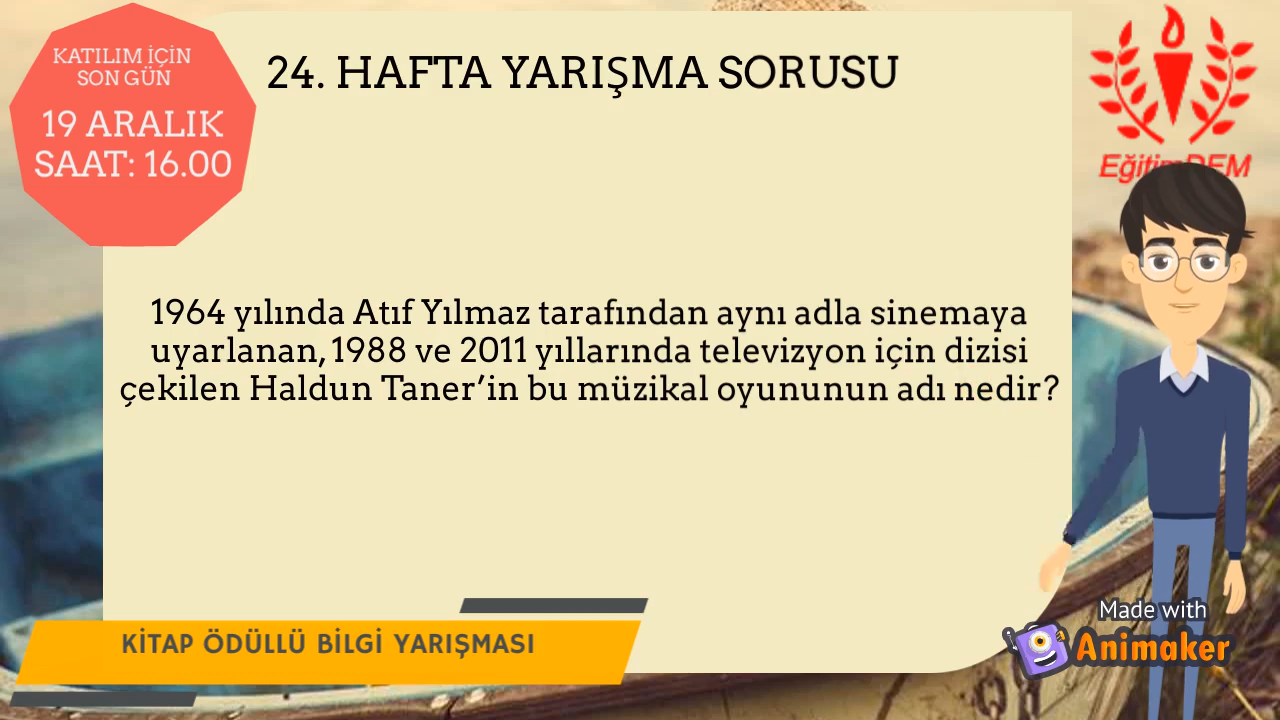 KATILIM İÇİN
SON GÜN
19 ARALIK
SAAT: 16.00
24. HAFTA YARIŞMA SORUSU
EğitimDEM
1964 yılında Atıf Yılmaz tarafından aynı adla sinemaya
uyarlanan, 1988 ve 2011 yıllarında televizyon için dizisi
çekilen Haldun Taner’in bu müzikal oyununun adı nedir?
KİTAP ÖDÜLLÜ BİLGİ YARIŞMASI
Made with
Animaker